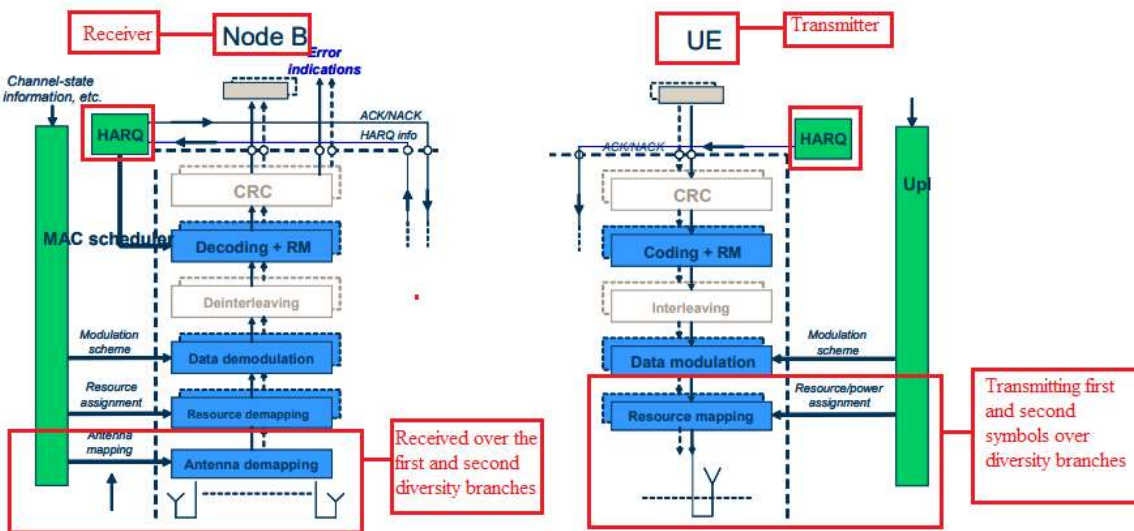 Receiver
Node B
Error
indications
Channel-state
information, etc.
HARQ
ACK/NACK
HARQ info
CRC
MAC scheduler
Decoding + RM
Deinterleaving
Modulation
scheme
Data demodulation
Resource
assignment
Resource demapping
Antenna
mapping
Antenna demapping
Received over the
first and second
diversity branches
UE
Transmitter
HARQ
ACK/NACK
CRC
Upl
Coding + RM
Interleaving
Modulation
scheme
Data modulation
Resource/power
assignment
Resource mapping
Transmitting first
and second
symbols over
diversity branches